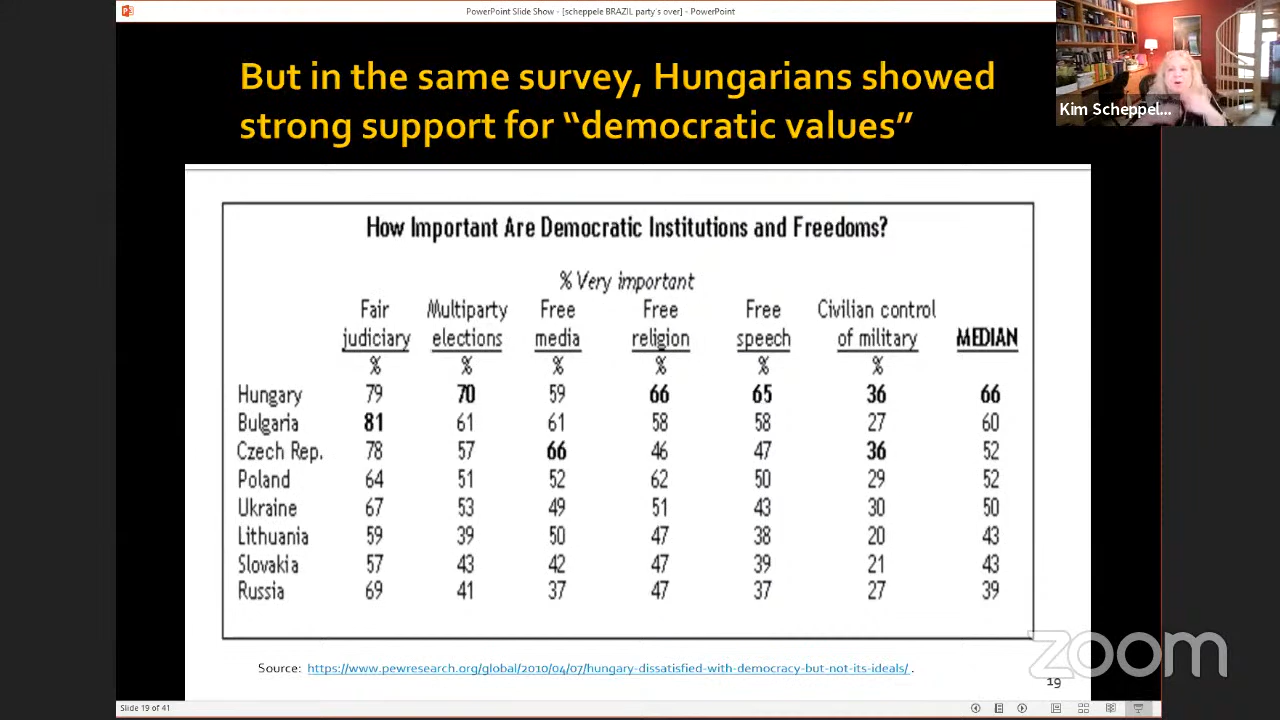 PowerPoint Slide Show - [scheppele BRAZIL party's over] - PowerPoint
But in the same survey, Hungarians showed
strong support for “democratic values”
Kim Scheppel...
How Important Are Democratic Institutions and Freedoms?
% Very important
Fair judiciary Multiparty elections Free media Free religion Free speech Civilian control of military MEDIAN
% % % % % %
Hungary 79 70 59 66 65 36 66
Bulgaria 81 61 61 58 58 27 60
Czech Rep. 78 57 66 46 47 36 52
Poland 64 51 52 62 50 29 52
Ukraine 67 53 49 51 43 30 50
Lithuania 59 39 50 47 38 20 43
Slovakia 57 43 42 47 39 21 43
Russia 69 41 37 47 37 27 39
Source: https://www.pewresearch.org/global/2010/04/07/hungary-dissatisfied-with-democracy-but-not-its-ideals/ .
zoom
19
Slide 19 of 41